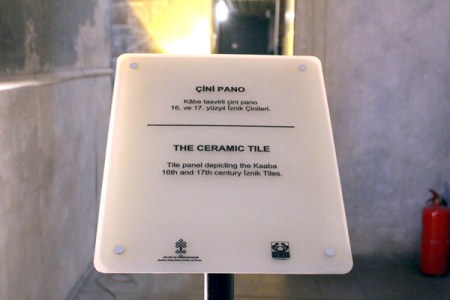 ÇİNİ PANO
Kâbe tasvirli çini pano
16. ve 17. yüzyıl İznik Çinileri.
THE CERAMIC TILE
Tile panel depicting the Kaaba
16th and 17th century İznik Tiles.